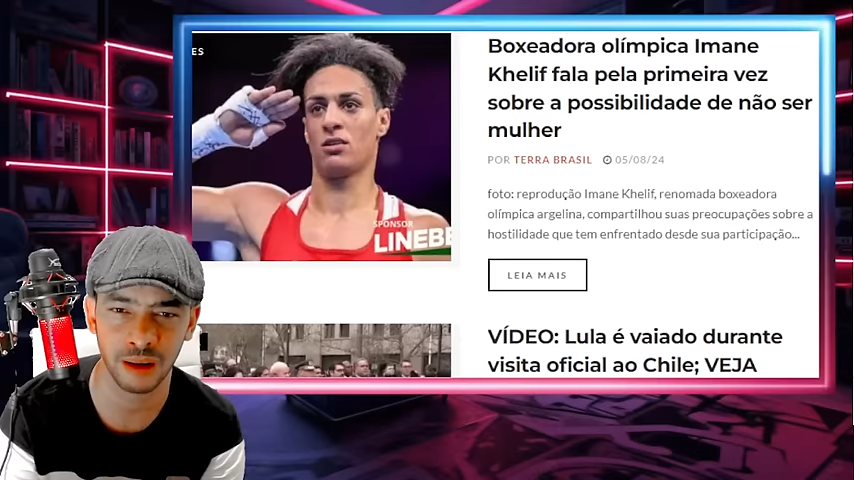 ES
Boxeadora olímpica Imane
Khelif fala pela primeira vez
sobre a possibilidade de não ser
mulher
POR TERRA BRASIL 05/08/24
foto: reprodução Imane Khelif, renomada boxeadora
olímpica argelina, compartilhou suas preocupações sobre a
hostilidade que tem enfrentado desde sua participação...
LEIA MAIS
SPONSOR
LINEBE
VÍDEO: Lula é vaiado durante
visita oficial ao Chile; VEJA